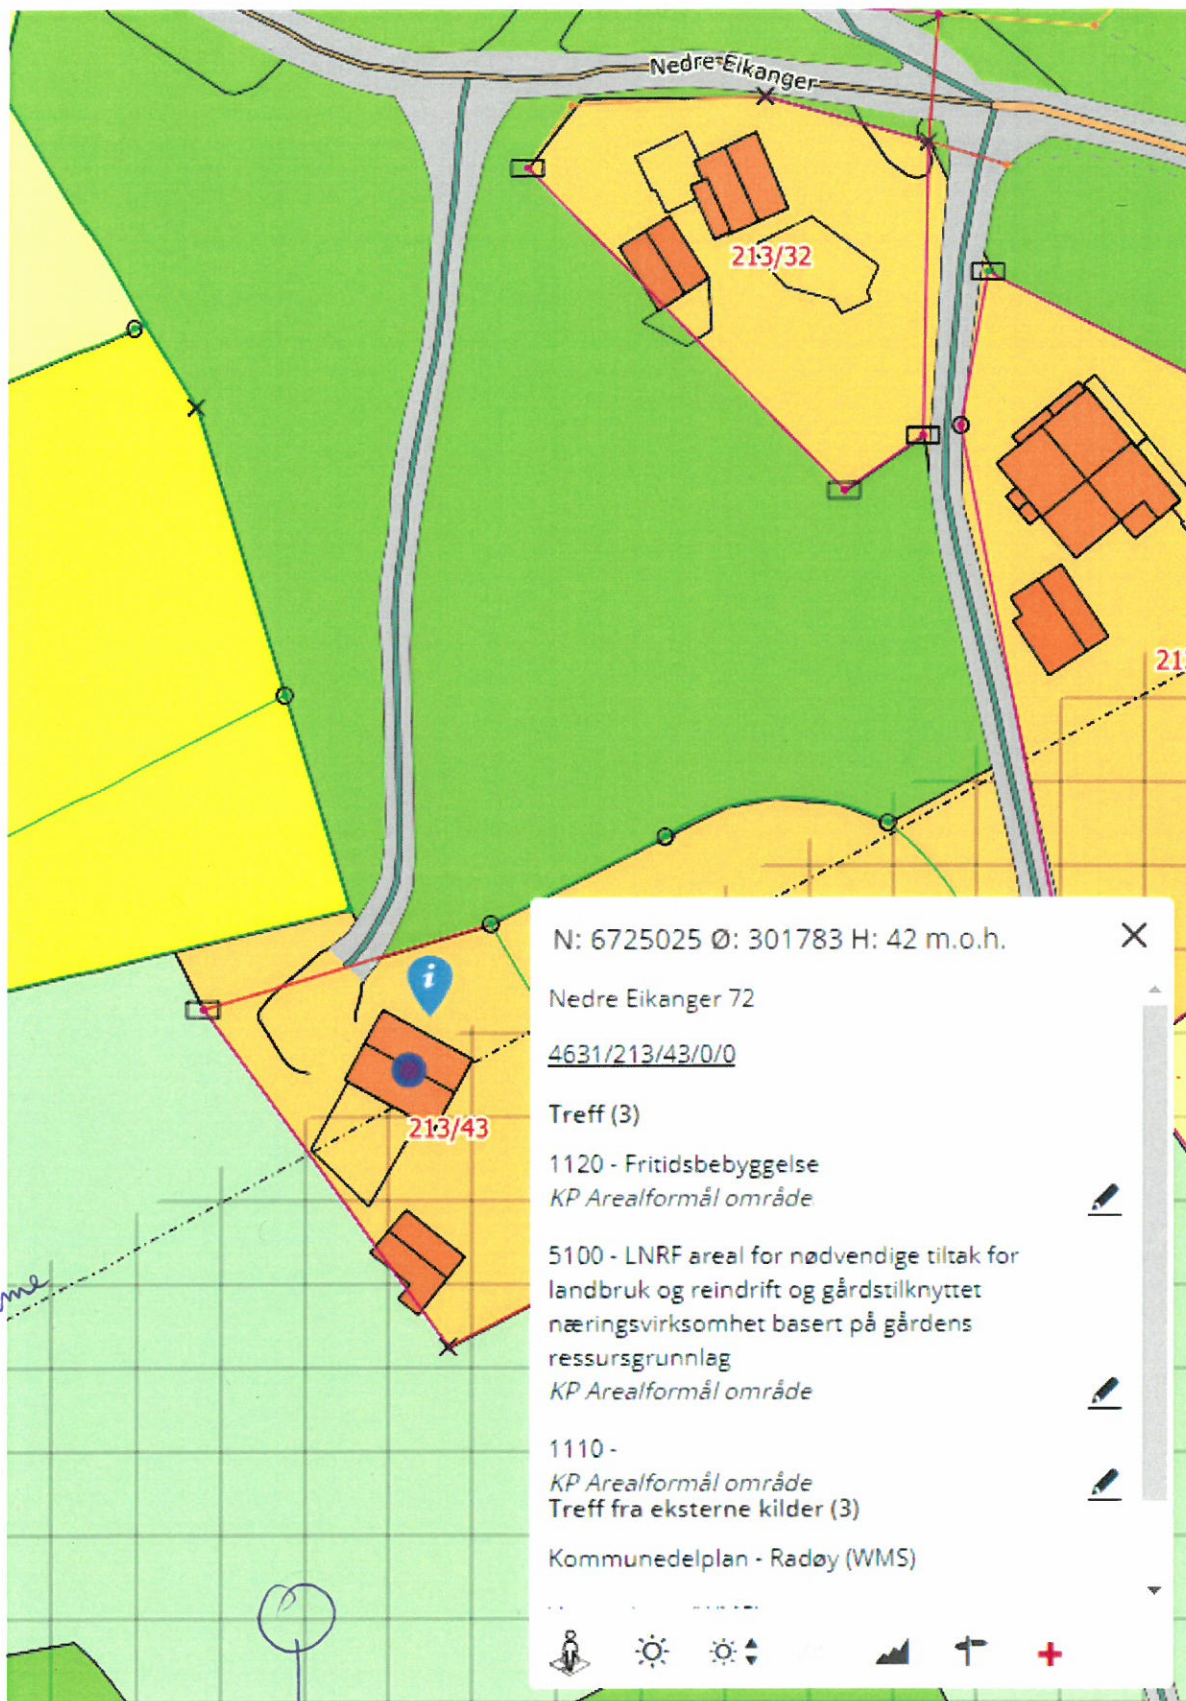 Nedre Eikanger
213/32
213/43
N: 6725025 Ø: 301783 H: 42 m.o.h.
Nedre Eikanger 72
4631/213/43/0/0
Treff (3)
1120 - Fritidsbebyggelse
KP Arealformål område
5100 - LNRF areal for nødvendige tiltak for
landbruk og reindrift og gårdstilknyttet
næringsvirksomhet basert på gårdens
ressursgrunnlag
KP Arealformål område
1110 -
KP Arealformål område
Treff fra eksterne kilder (3)
Kommunedelplan - Radøy (WMS)